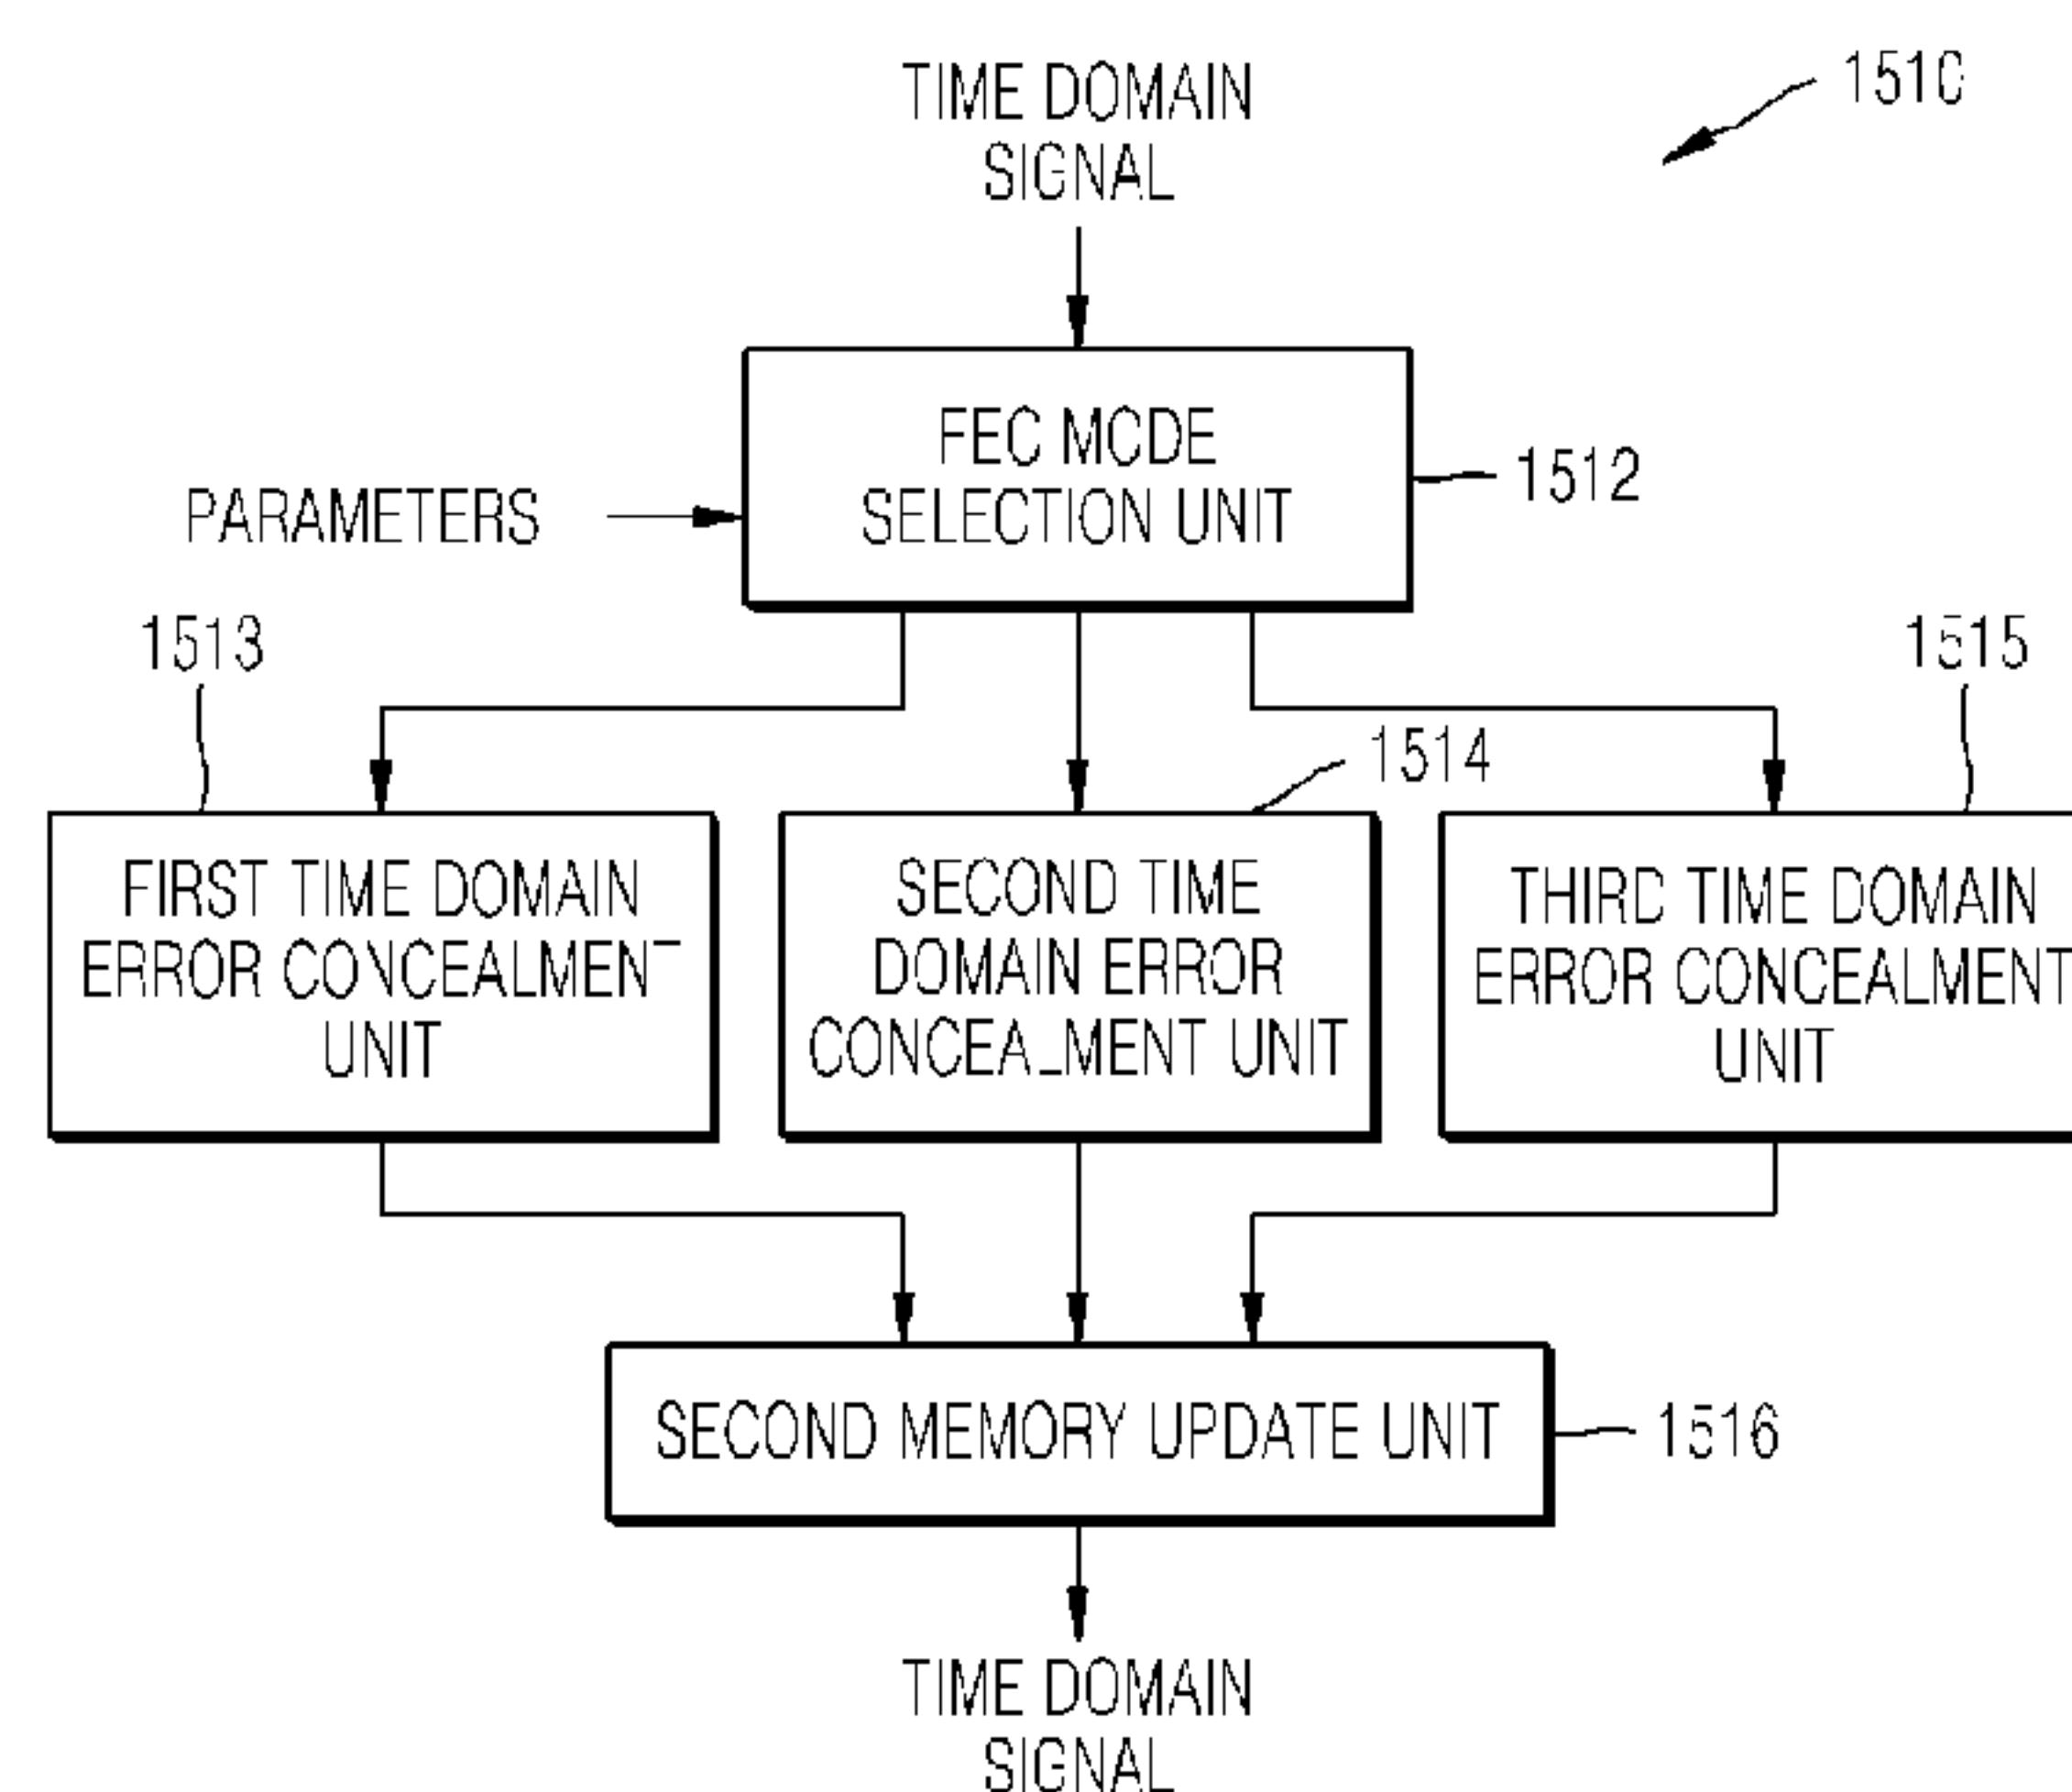 TIME DOMAIN
SIGNAL
1510
FEC MODE
SELECTION UNIT
1512
PARAMETERS
1513
1515
1514
FIRST TIME DOMAIN
ERROR CONCEALMENT
UNIT
SECOND TIME
DOMAIN ERROR
CONCEALMENT UNIT
THIRD TIME DOMAIN
ERROR CONCEALMENT
UNIT
SECOND MEMORY UPDATE UNIT
1516
TIME DOMAIN
SIGNAL